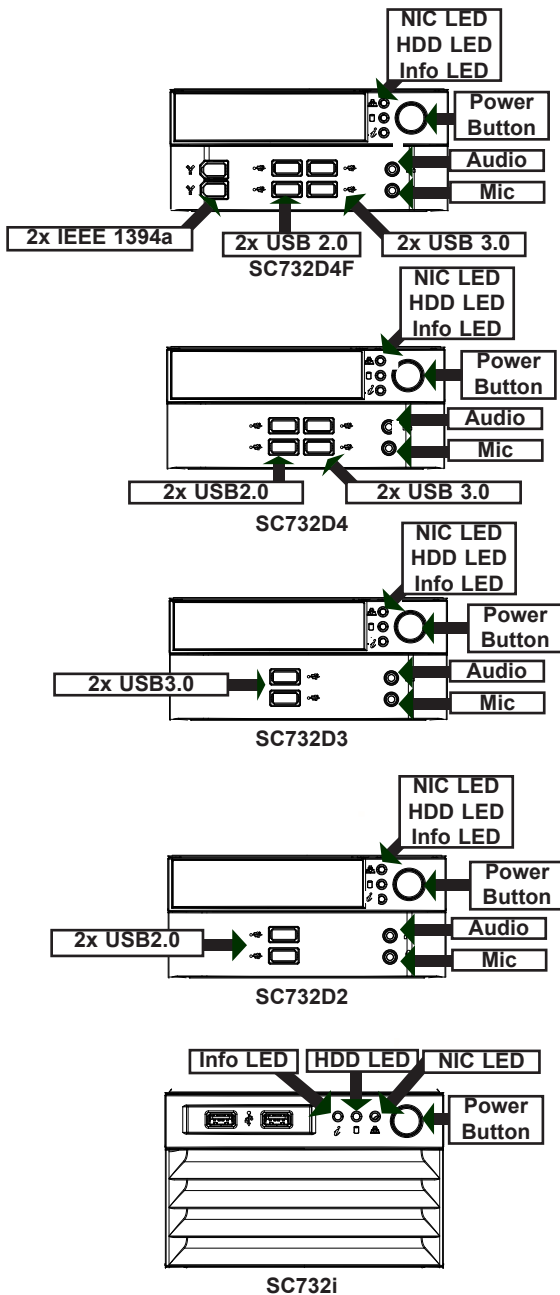 NIC LED
HDD LED
Info LED
Power
Button
Audio
Mic
2x IEEE 1394a
2x USB 2.0
2x USB 3.0
SC732D4F
NIC LED
HDD LED
Info LED
Power
Button
Audio
Mic
2x USB2.0
2x USB 3.0
SC732D4
NIC LED
HDD LED
Info LED
Power
Button
2x USB3.0
Audio
Mic
SC732D3
NIC LED
HDD LED
Info LED
Power
Button
2x USB2.0
Audio
Mic
SC732D2
Info LED
HDD LED
NIC LED
Power
Button
SC732i